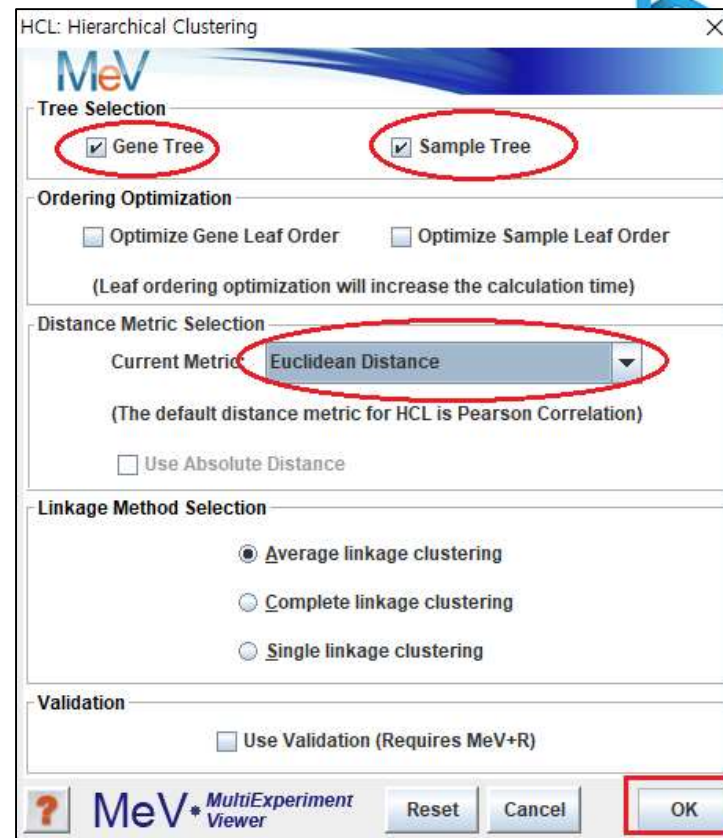 HCL: Hierarchical Clustering
MeV
Tree Selection
Gene Tree Sample Tree
Ordering Optimization
Optimize Gene Leaf Order Optimize Sample Leaf Order
(Leaf ordering optimization will increase the calculation time)
Distance Metric Selection
Current Metric: Euclidean Distance
(The default distance metric for HCL is Pearson Correlation)
Use Absolute Distance
Linkage Method Selection
Average linkage clustering
Complete linkage clustering
Single linkage clustering
Validation
Use Validation (Requires MeV+R)
? MeV * MultiExperiment
Viewer
Reset Cancel OK